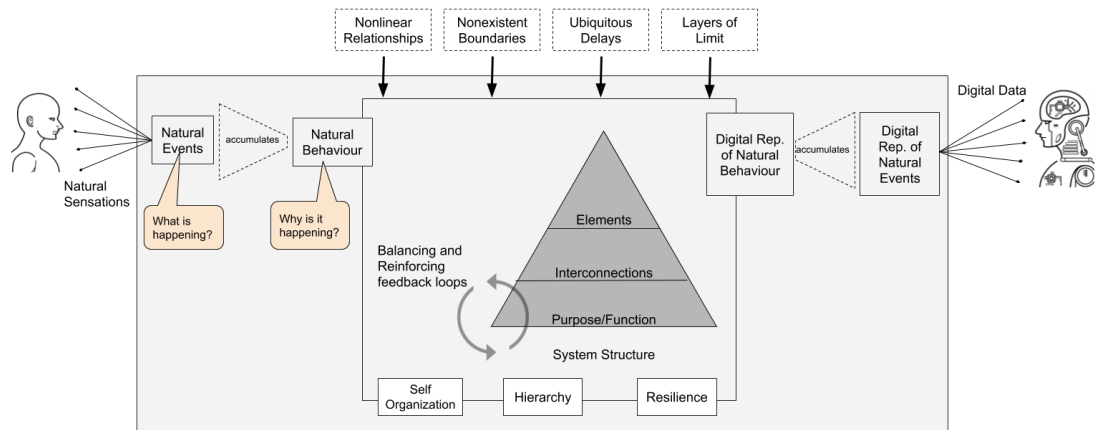 Nonlinear
Relationships
Nonexistent
Boundaries
Ubiquitous
Delays
Layers of
Limit
Natural
Events
accumulates
Natural
Behaviour
Digital Rep.
of Natural
Behaviour
accumulates
Digital
Rep. of
Natural
Events
Digital Data
Natural
Sensations
What is
happening?
Why is it
happening?
Elements
Balancing and
Reinforcing
feedback loops
Interconnections
Purpose/Function
System Structure
Self
Organization
Hierarchy
Resilience